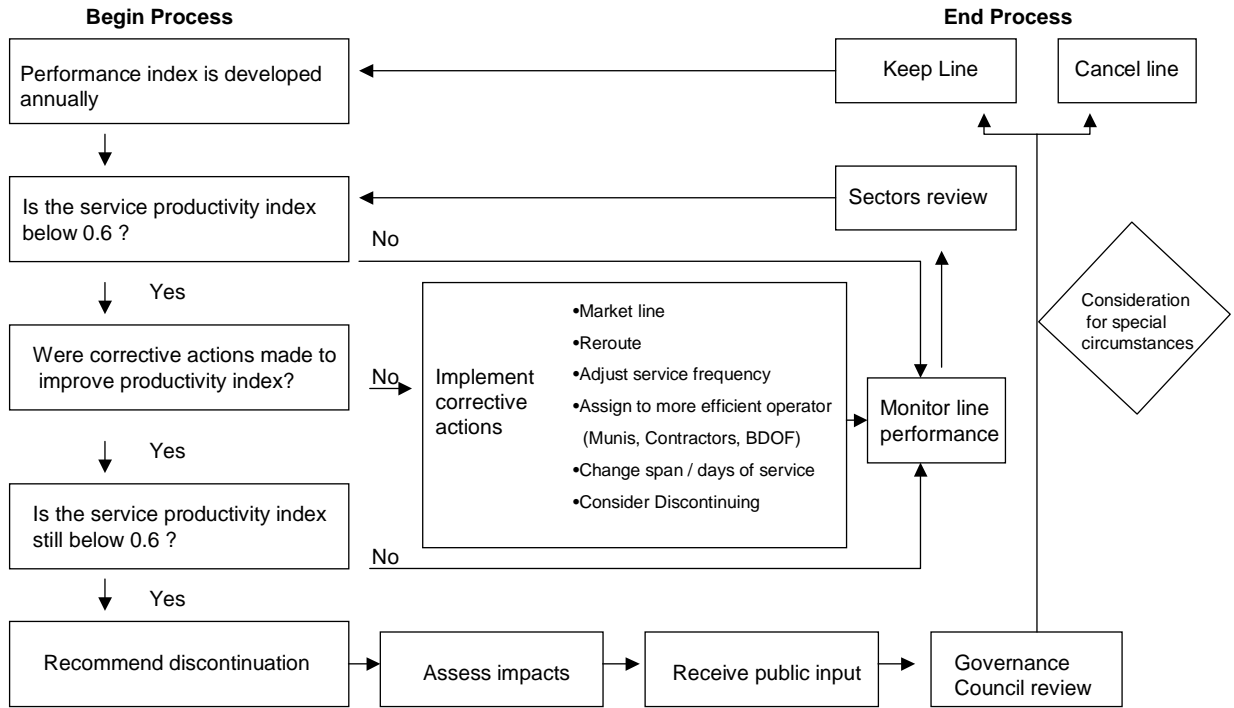 Begin Process
End Process
Performance index is developed
annually
Keep Line
Cancel line
Is the service productivity index
below 0.6 ?
Sectors review
No
Yes
Consideration
for special
circumstances
Were corrective actions made to
improve productivity index?
No
Implement
corrective
actions
•Market line
•Reroute
•Adjust service frequency
•Assign to more efficient operator
(Munis, Contractors, BDOF)
•Change span / days of service
•Consider Discontinuing
Monitor line
performance
Yes
Is the service productivity index
still below 0.6 ?
No
Yes
Recommend discontinuation
Assess impacts
Receive public input
Governance
Council review